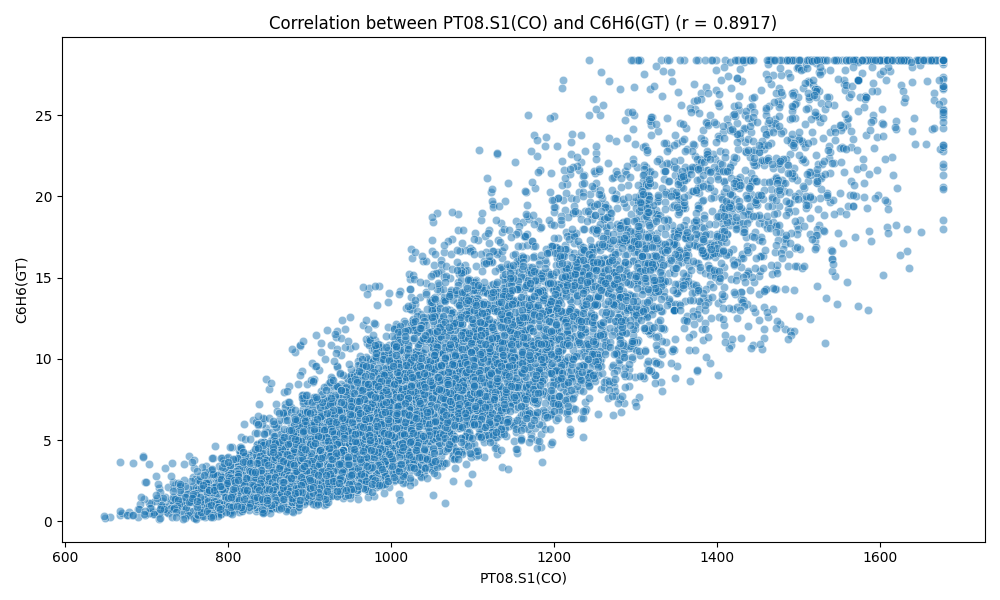 Correlation between PT08.S1(CO) and C6H6(GT) (r = 0.8917)
25
20
15
10
5
0
C6H6(GT)
600 800 1000 1200 1400 1600
PT08.S1(CO)